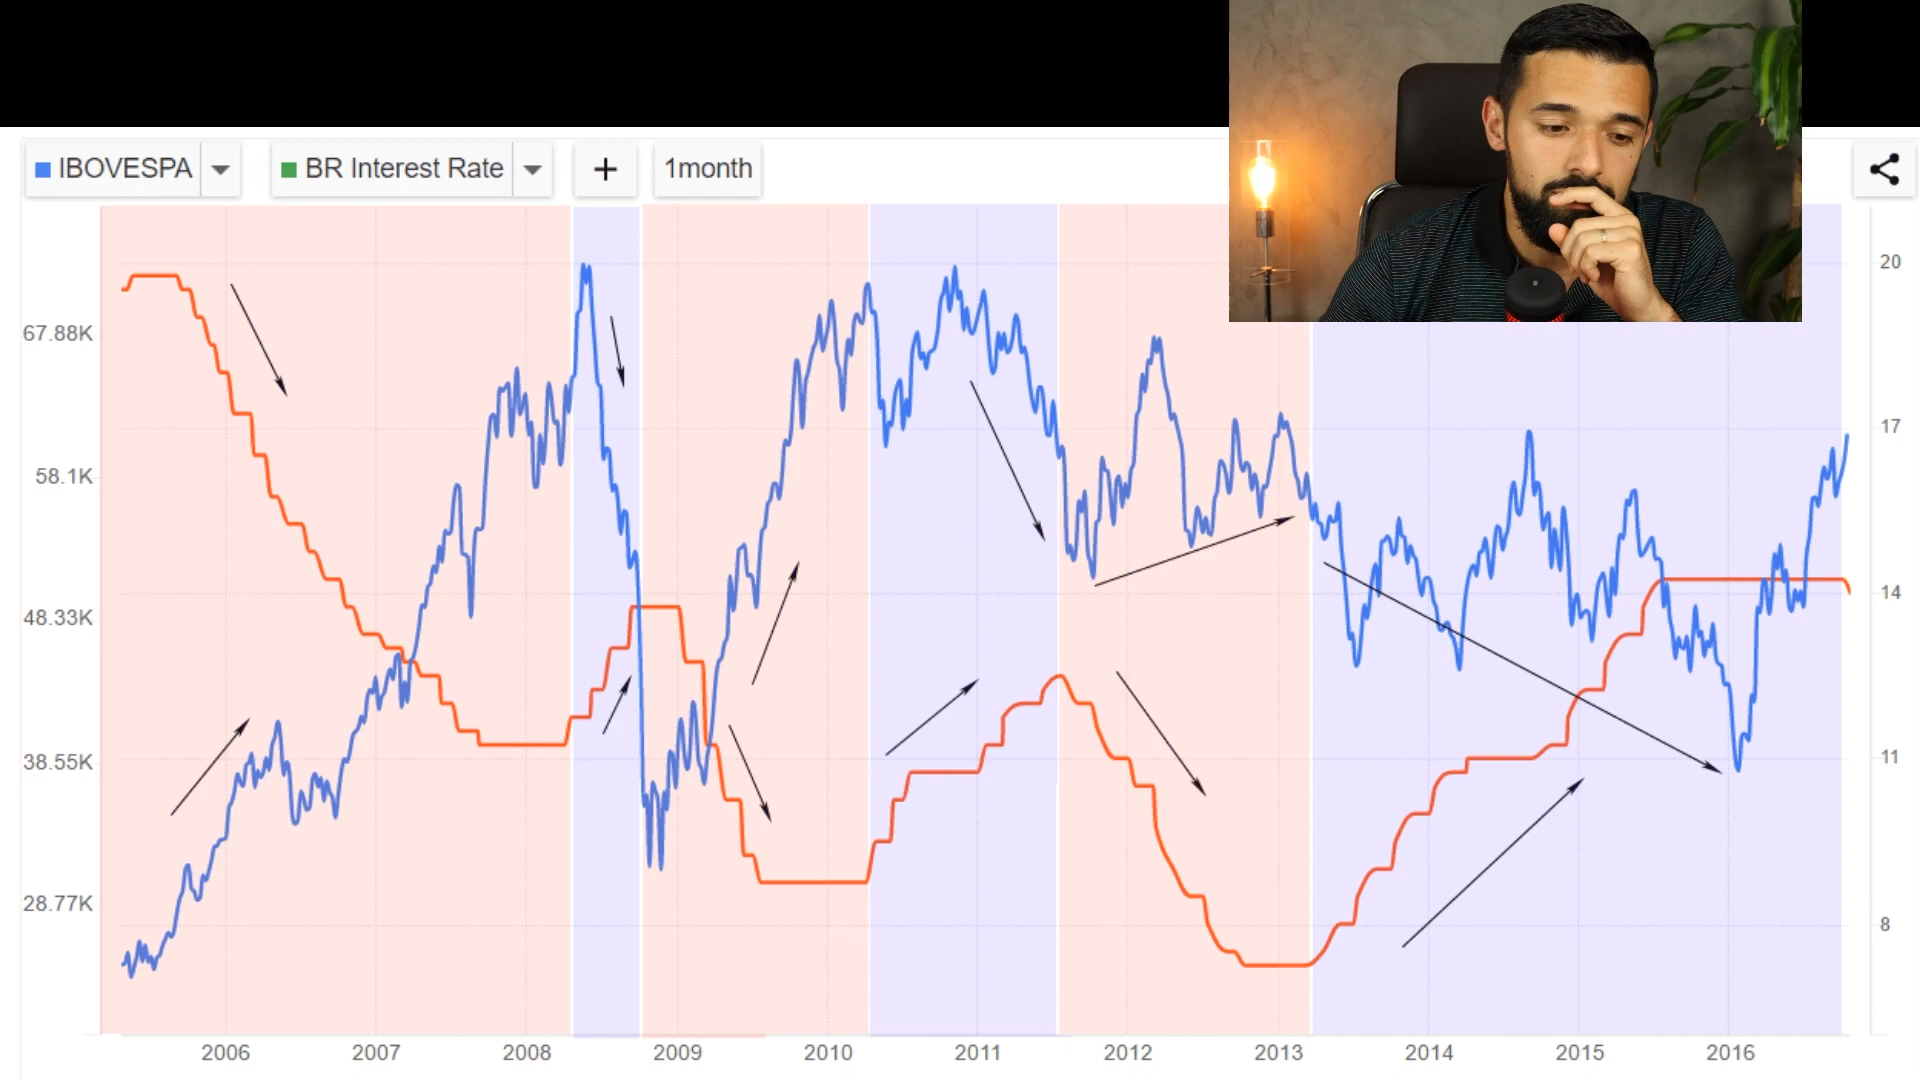 IBOVESPA
BR Interest Rate
+
1month
67.88K
58.1K
48.33K
38.55K
28.77K
20
17
14
11
8
2006 2007 2008 2009 2010 2011 2012 2013 2014 2015 2016